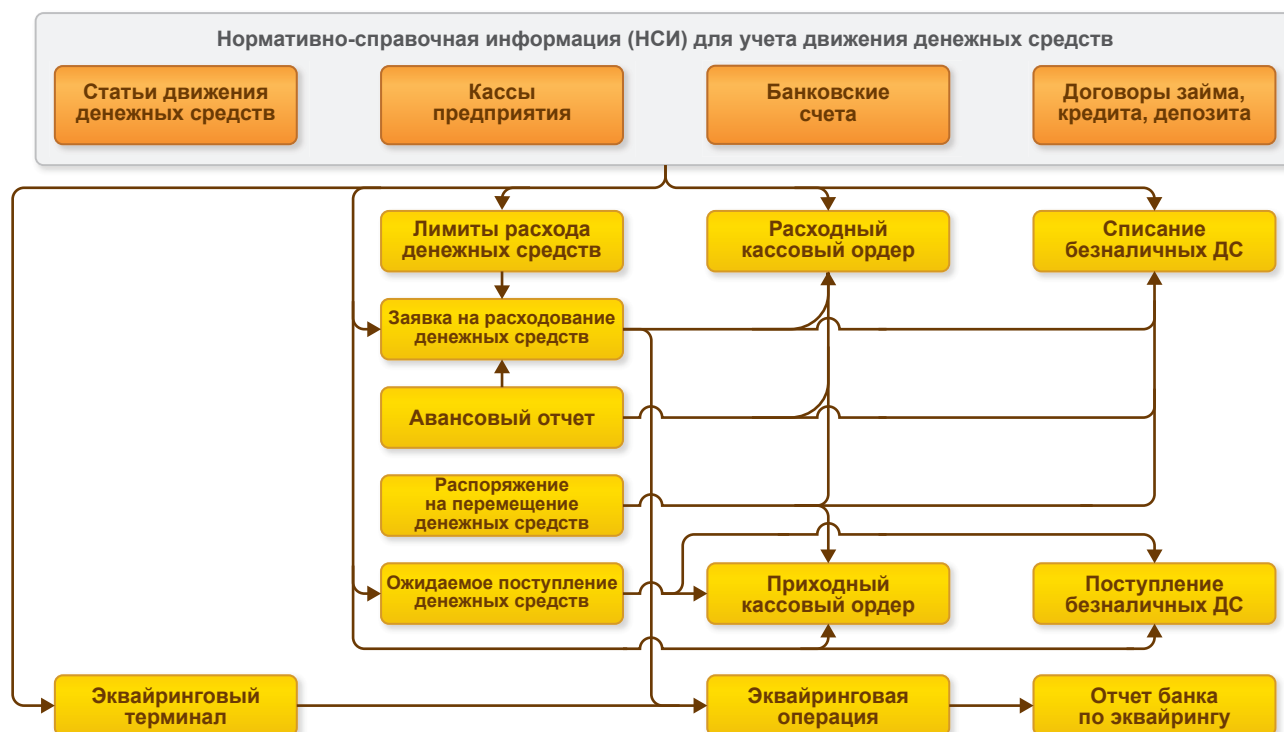 Нормативно-справочная информация (НСИ) для учета движения денежных средств
Статьи движения
денежных средств
Кассы
предприятия
Банковские
счета
Договоры займа,
кредита, депозита
Лимиты расхода
денежных средств
Расходный
кассовый ордер
Списание
безналичных ДС
Заявка на расходование
денежных средств
Авансовый отчет
Распоряжение
на перемещение
денежных средств
Ожидаемое поступление
денежных средств
Приходный
кассовый ордер
Поступление
безналичных ДС
Эквайринговый
терминал
Эквайринговая
операция
Отчет банка
по эквайрингу